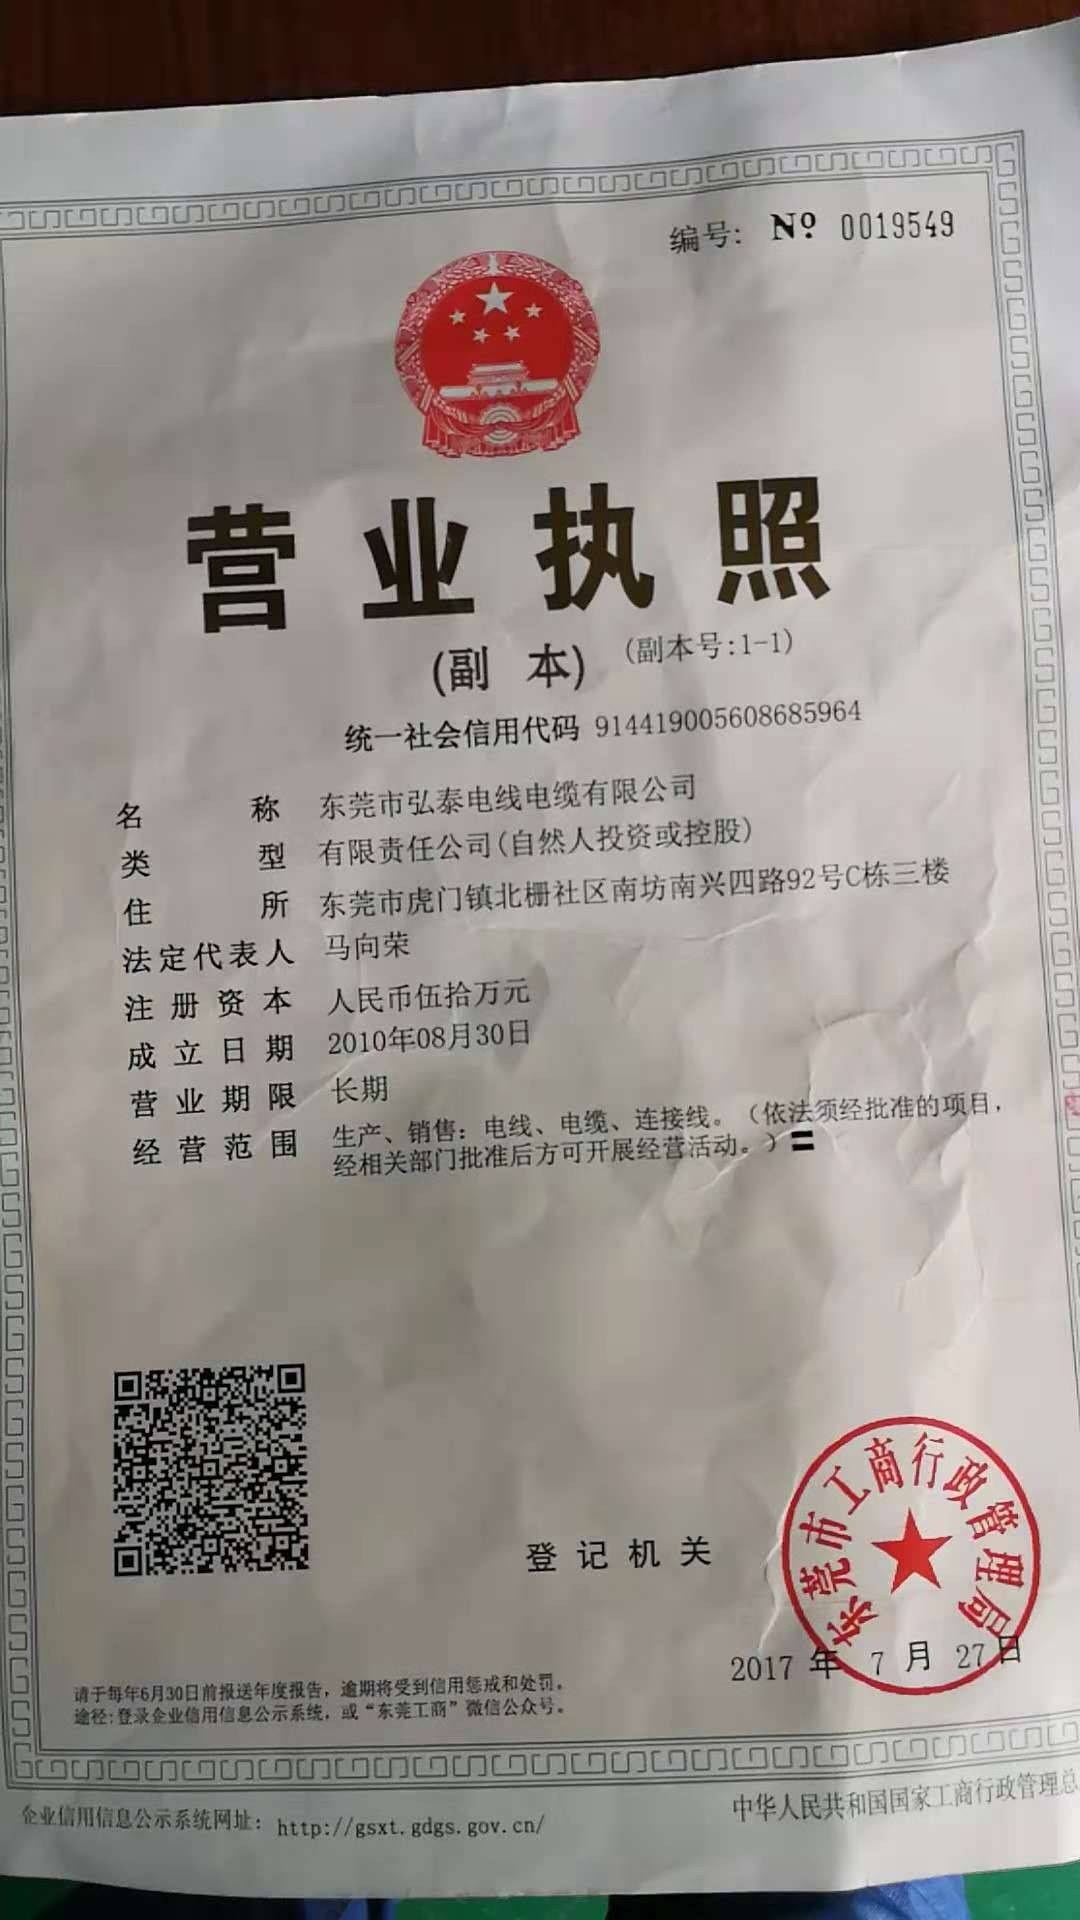 编号: Nº 0019549
营业执照
(副 本) (副本号:1-1)
统一社会信用代码 914419005608685964
名称 东莞市弘泰电线电缆有限公司
类型 有限责任公司(自然人投资或控股)
住所 东莞市虎门镇北栅社区南坊南兴四路92号C栋三楼
法定代表人 马向荣
注册资本 人民币伍拾万元
成立日期 2010年08月30日
营业期限 长期
经营范围 生产、销售：电线、电缆、连接线。（依法须经批准的项目，
经相关部门批准后方可开展经营活动。）〓
东莞市工商行政管理局
登记机关
2017 年 7 月 27 日
请于每年6月30日前报送年度报告，逾期将受到信用惩戒和处罚。
途径:登录企业信用信息公示系统，或“东莞工商”微信公众号。
企业信用信息公示系统网址： http://gsxt.gdgs.gov.cn/
中华人民共和国国家工商行政管理总